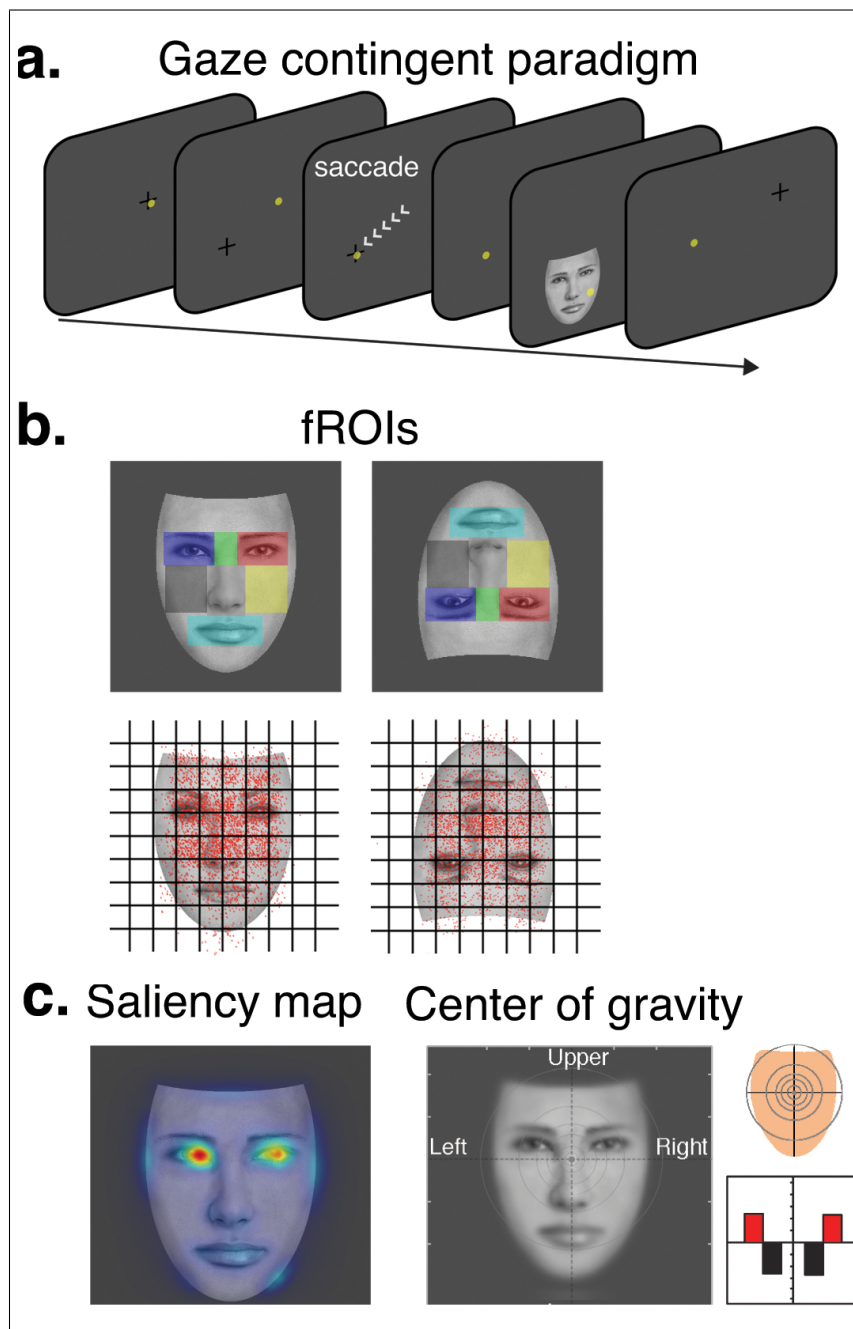 a. Gaze contingent paradigm
saccade
b. fROIs
c. Saliency map Center of gravity
Upper
Left Right